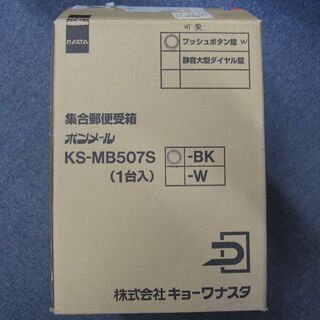 NASTA
可変
プッシュボタン錠 W
静音大型ダイヤル錠
集合郵便受箱
ポンメール
KS-MB507S
-BK
(1台入)
-W
株式会社 キョーワナスタ